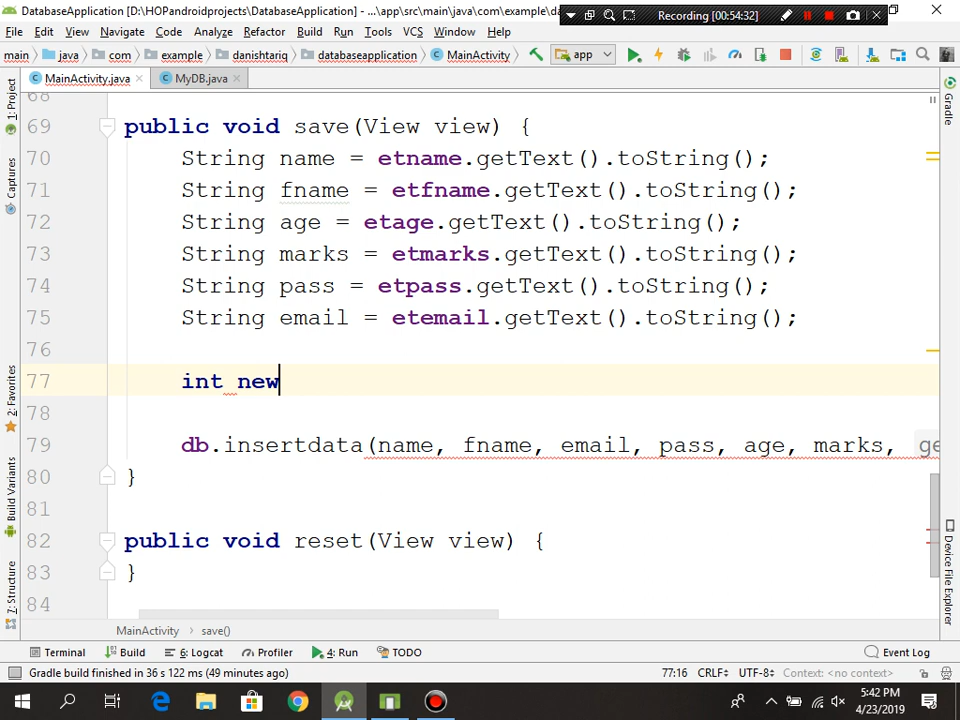 DatabaseApplication [D:\HOPandroidprojects\DatabaseApplication] - ...\app\src\main\java\com\example\da
Recording [00:54:32]
File Edit View Navigate Code Analyze Refactor Build Run Tools VCS Window Help
main java com example danishtariq databaseapplication MainActivity app
MainActivity.java MyDB.java
68
69 public void save(View view) {
70 String name = etname.getText().toString();
71 String fname = etfname.getText().toString();
72 String age = etage.getText().toString();
73 String marks = etmarks.getText().toString();
74 String pass = etpass.getText().toString();
75 String email = etemail.getText().toString();
76
77 int new
78
79 db.insertdata(name, fname, email, pass, age, marks, ge
80 }
81
82 public void reset(View view) {
83 }
84
1: Project
Captures
2: Favorites
Build Variants
7: Structure
Gradle
Device File Explorer
MainActivity save()
Terminal Build 6: Logcat Profiler 4: Run TODO Event Log
Gradle build finished in 36 s 122 ms (49 minutes ago) 77:16 CRLF UTF-8 Context: <no context>
5:42 PM
4/23/2019